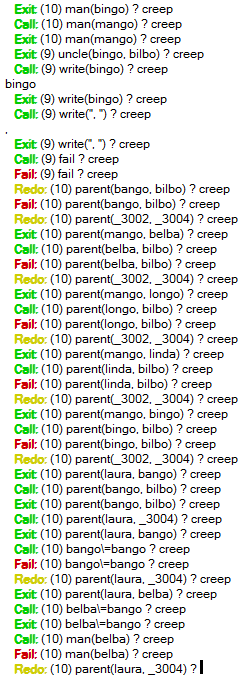 Exit: (10) man(bingo) ? creep
Call: (10) man(mango) ? creep
Exit: (10) man(mango) ? creep
Exit: (9) uncle(bingo, bilbo) ? creep
Call: (9) write(bingo) ? creep
bingo
Exit: (9) write(bingo) ? creep
Call: (9) write(", ") ? creep
,
Exit: (9) write(", ") ? creep
Call: (9) fail ? creep
Fail: (9) fail ? creep
Redo: (10) parent(bango, bilbo) ? creep
Fail: (10) parent(bango, bilbo) ? creep
Redo: (10) parent(_3002, _3004) ? creep
Exit: (10) parent(mango, belba) ? creep
Call: (10) parent(belba, bilbo) ? creep
Fail: (10) parent(belba, bilbo) ? creep
Redo: (10) parent(_3002, _3004) ? creep
Exit: (10) parent(mango, longo) ? creep
Call: (10) parent(longo, bilbo) ? creep
Fail: (10) parent(longo, bilbo) ? creep
Redo: (10) parent(_3002, _3004) ? creep
Exit: (10) parent(mango, linda) ? creep
Call: (10) parent(linda, bilbo) ? creep
Fail: (10) parent(linda, bilbo) ? creep
Redo: (10) parent(_3002, _3004) ? creep
Exit: (10) parent(mango, bingo) ? creep
Call: (10) parent(bingo, bilbo) ? creep
Fail: (10) parent(bingo, bilbo) ? creep
Redo: (10) parent(_3002, _3004) ? creep
Exit: (10) parent(laura, bango) ? creep
Call: (10) parent(bango, bilbo) ? creep
Exit: (10) parent(bango, bilbo) ? creep
Call: (10) parent(laura, _3004) ? creep
Exit: (10) parent(laura, bango) ? creep
Call: (10) bango\=bango ? creep
Fail: (10) bango\=bango ? creep
Redo: (10) parent(laura, _3004) ? creep
Exit: (10) parent(laura, belba) ? creep
Call: (10) belba\=bango ? creep
Exit: (10) belba\=bango ? creep
Call: (10) man(belba) ? creep
Fail: (10) man(belba) ? creep
Redo: (10) parent(laura, _3004) ?